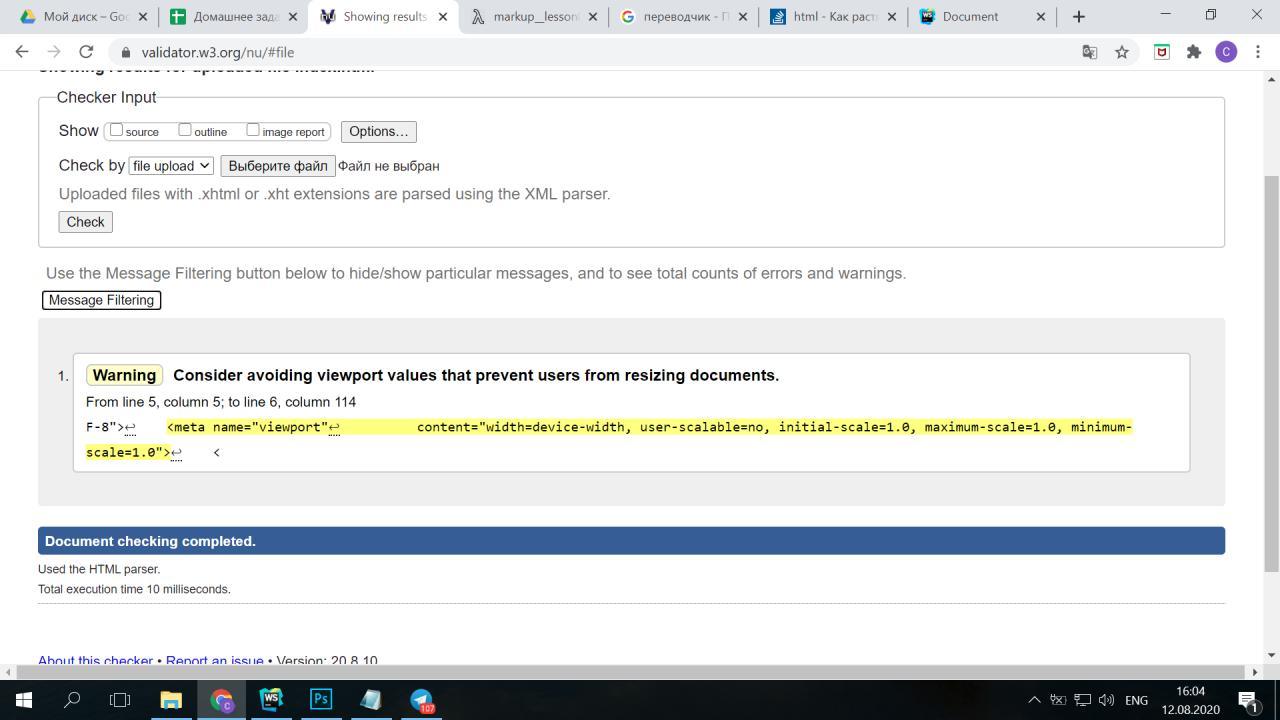 Мой диск – Goo
Домашнее зада
Showing results
markup__lesson
переводчик - П
html - Как расп
Document
validator.w3.org/nu/#file
C
Checker Input
Show source outline image report Options…
Check by file upload Выберите файл Файл не выбран
Uploaded files with .xhtml or .xht extensions are parsed using the XML parser.
Check
Use the Message Filtering button below to hide/show particular messages, and to see total counts of errors and warnings.
Message Filtering
1. Warning Consider avoiding viewport values that prevent users from resizing documents.
From line 5, column 5; to line 6, column 114
F-8">↩ <meta name="viewport"↩ content="width=device-width, user-scalable=no, initial-scale=1.0, maximum-scale=1.0, minimum-
scale=1.0">↩ <
Document checking completed.
Used the HTML parser.
Total execution time 10 milliseconds.
About this checker • Report an issue • Version: 20.8.10
WS
Ps
107
ENG
16:04
12.08.2020
1